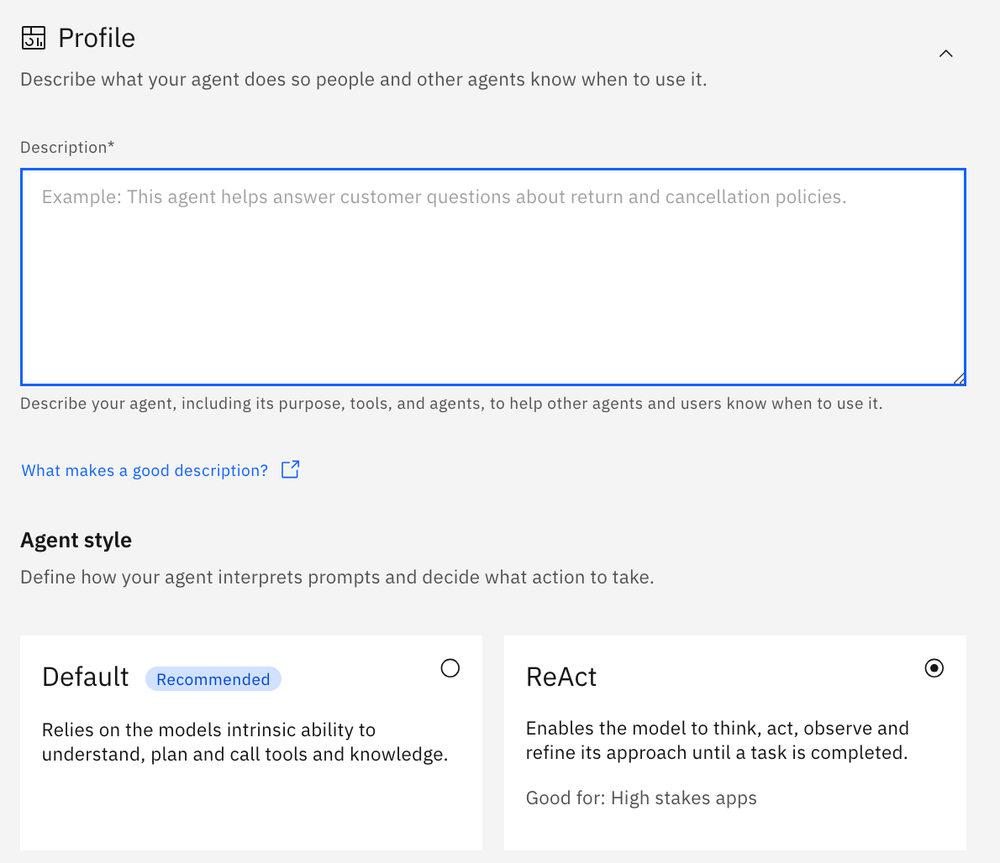 Profile
Describe what your agent does so people and other agents know when to use it.
Description*
Example: This agent helps answer customer questions about return and cancellation policies.
Describe your agent, including its purpose, tools, and agents, to help other agents and users know when to use it.
What makes a good description?
Agent style
Define how your agent interprets prompts and decide what action to take.
Default Recommended
Relies on the models intrinsic ability to
understand, plan and call tools and knowledge.
ReAct
Enables the model to think, act, observe and
refine its approach until a task is completed.
Good for: High stakes apps